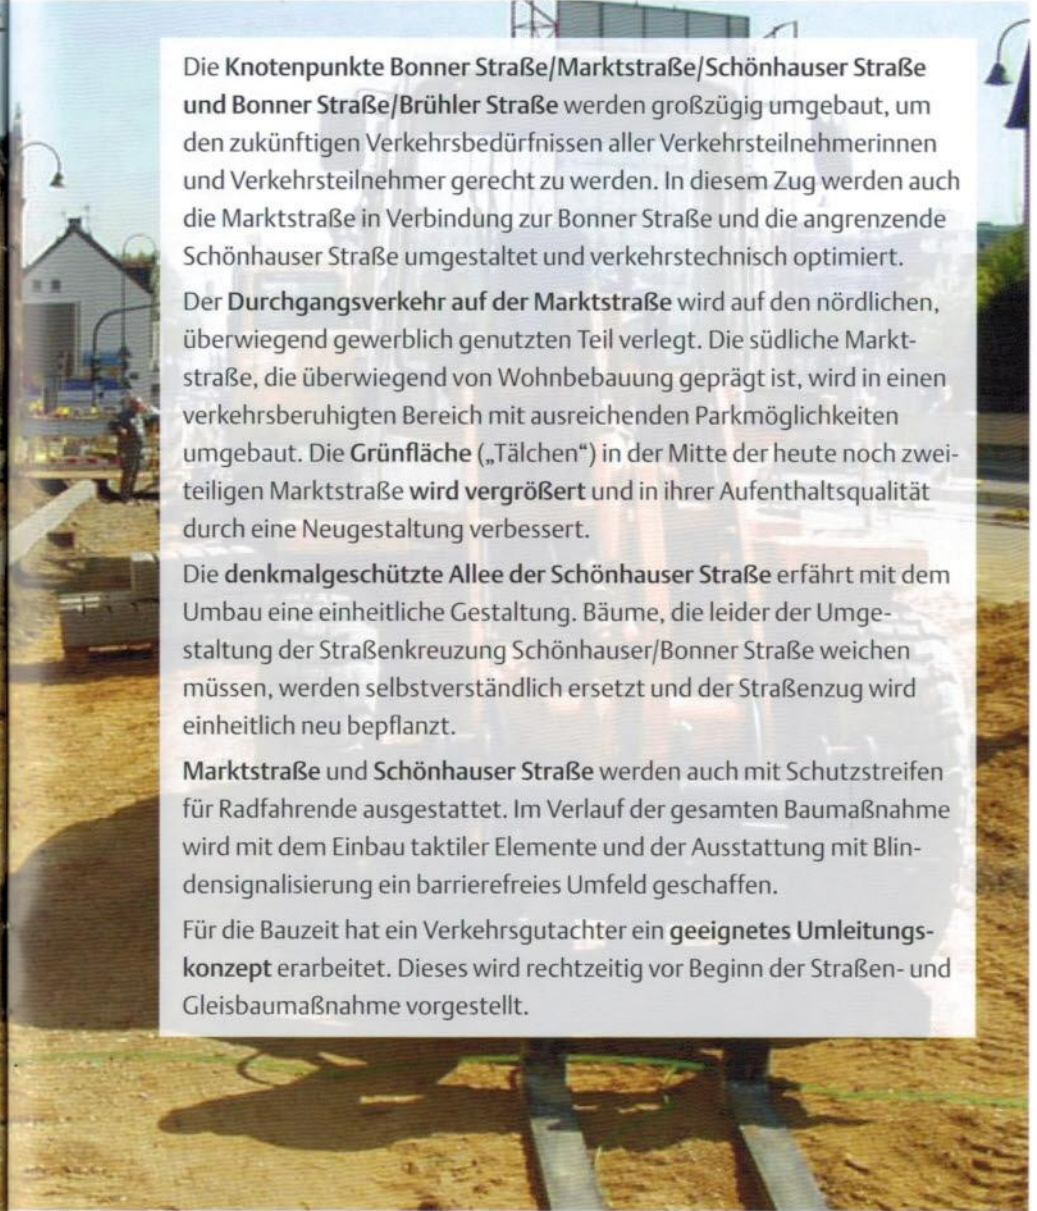 Die Knotenpunkte Bonner Straße/Marktstraße/Schönhauser Straße
und Bonner Straße/Brühler Straße werden großzügig umgebaut, um
den zukünftigen Verkehrsbedürfnissen aller Verkehrsteilnehmerinnen
und Verkehrsteilnehmer gerecht zu werden. In diesem Zug werden auch
die Marktstraße in Verbindung zur Bonner Straße und die angrenzende
Schönhauser Straße umgestaltet und verkehrstechnisch optimiert.
Der Durchgangsverkehr auf der Marktstraße wird auf den nördlichen,
überwiegend gewerblich genutzten Teil verlegt. Die südliche Markt-
straße, die überwiegend von Wohnbebauung geprägt ist, wird in einen
verkehrsberuhigten Bereich mit ausreichenden Parkmöglichkeiten
umgebaut. Die Grünfläche („Tälchen“) in der Mitte der heute noch zwei-
teiligen Marktstraße wird vergrößert und in ihrer Aufenthaltsqualität
durch eine Neugestaltung verbessert.
Die denkmalgeschützte Allee der Schönhauser Straße erfährt mit dem
Umbau eine einheitliche Gestaltung. Bäume, die leider der Umge-
staltung der Straßenkreuzung Schönhauser/Bonner Straße weichen
müssen, werden selbstverständlich ersetzt und der Straßenzug wird
einheitlich neu bepflanzt.
Marktstraße und Schönhauser Straße werden auch mit Schutzstreifen
für Radfahrende ausgestattet. Im Verlauf der gesamten Baumaßnahme
wird mit dem Einbau taktiler Elemente und der Ausstattung mit Blin-
densignalisierung ein barrierefreies Umfeld geschaffen.
Für die Bauzeit hat ein Verkehrsgutachter ein geeignetes Umleitungs-
konzept erarbeitet. Dieses wird rechtzeitig vor Beginn der Straßen- und
Gleisbaumaßnahme vorgestellt.